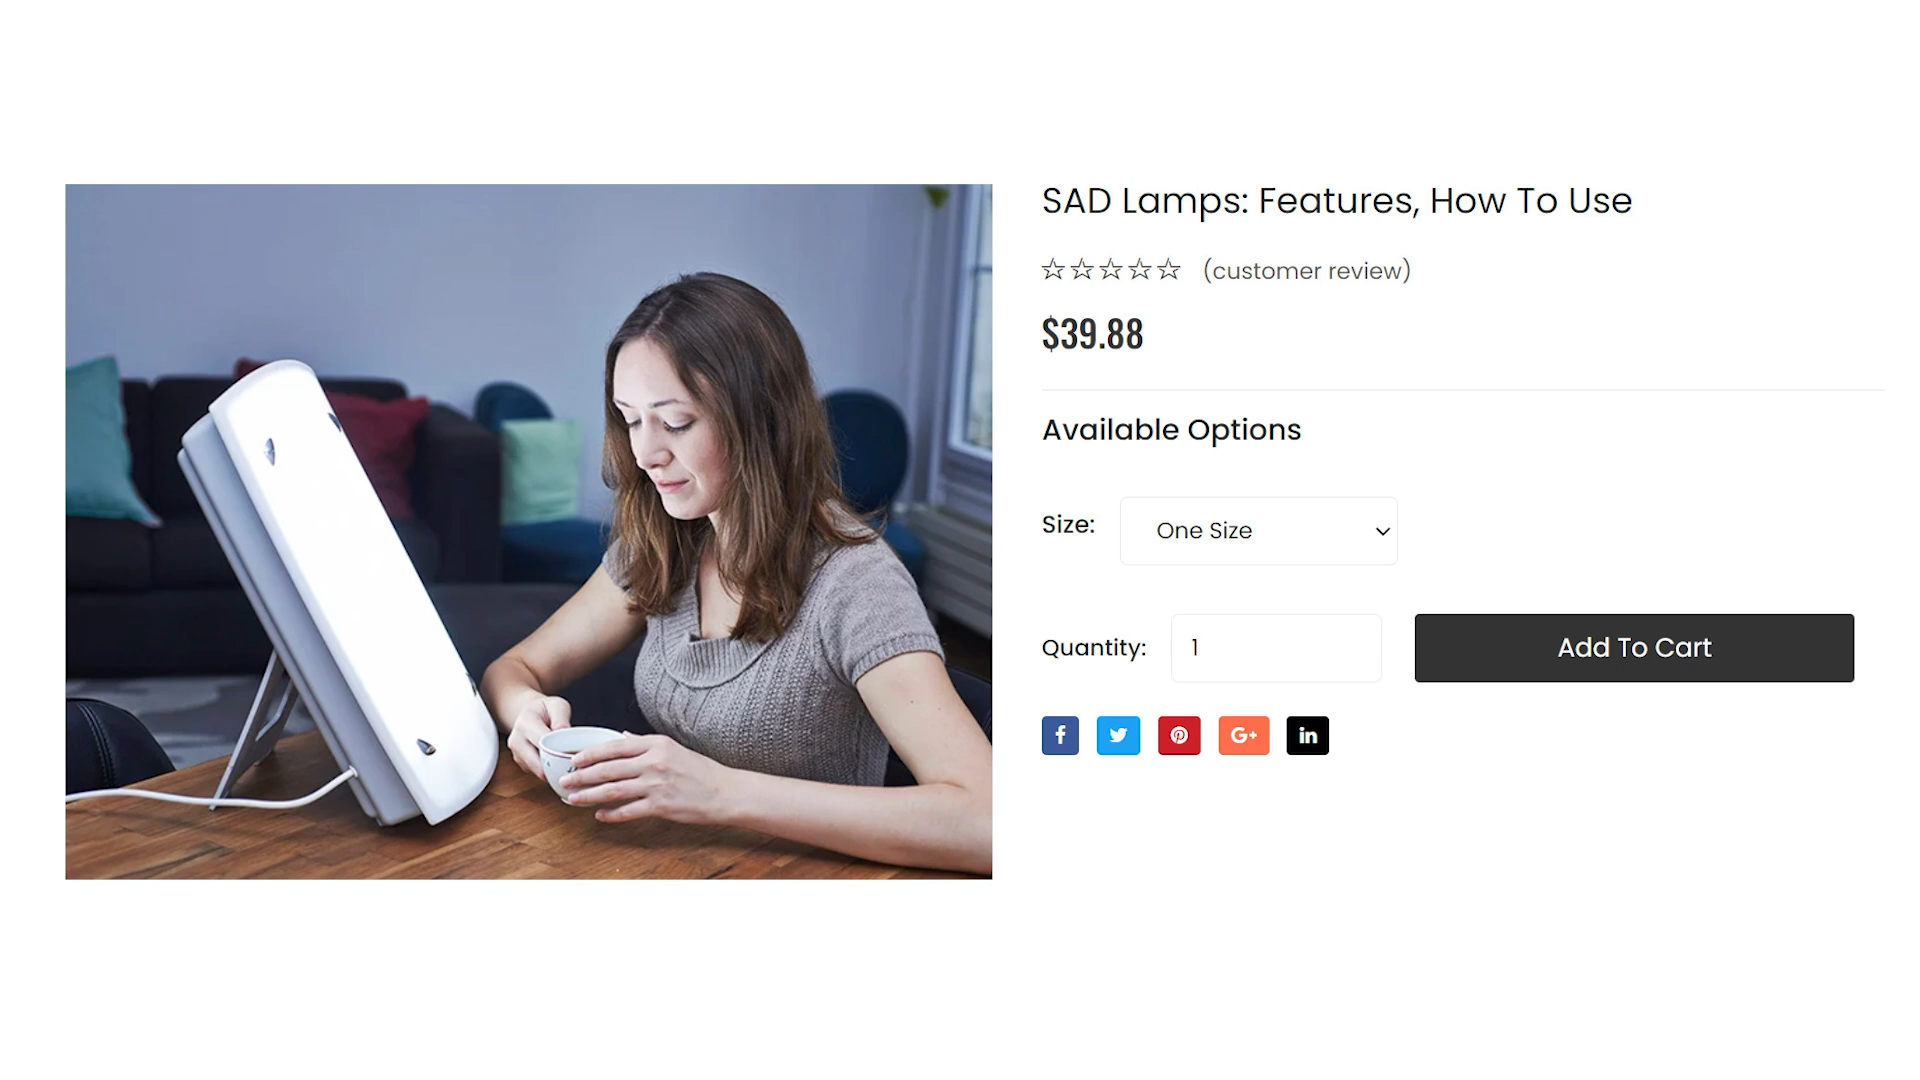 SAD Lamps: Features, How To Use
(customer review)
$39.88
Available Options
Size:
One Size
Quantity:
1
Add To Cart
f
G+
in